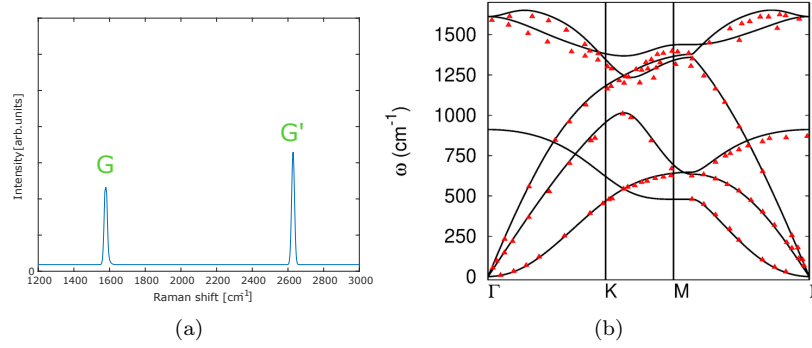 Intensity[arb.units]
0
G
G'
1200 1400 1600 1800 2000 2200 2400 2600 2800 3000
Raman shift [cm-1]
(a)
ω (cm-1)
1500
1250
1000
750
500
250
0
Γ K M
(b)